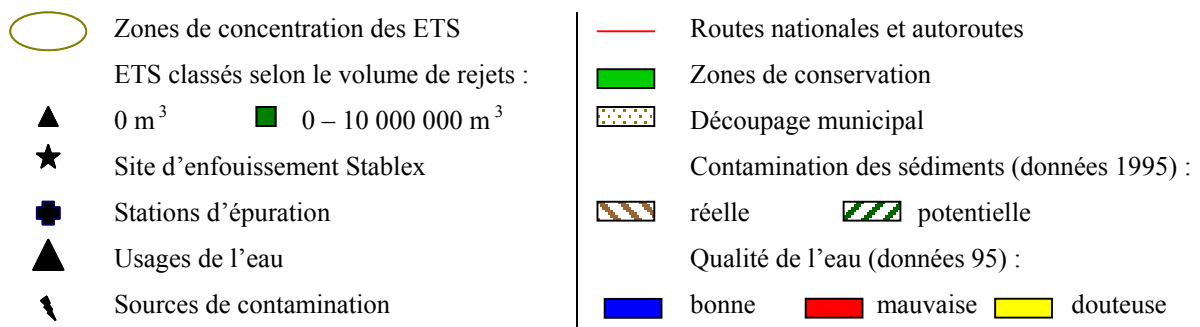 Zones de concentration des ETS
ETS classés selon le volume de rejets :
0 m³
0 – 10 000 000 m³
Site d'enfouissement Stablex
Stations d'épuration
Usages de l'eau
Sources de contamination
Routes nationales et autoroutes
Zones de conservation
Découpage municipal
Contamination des sédiments (données 1995) :
réelle potentielle
Qualité de l'eau (données 95) :
bonne mauvaise douteuse